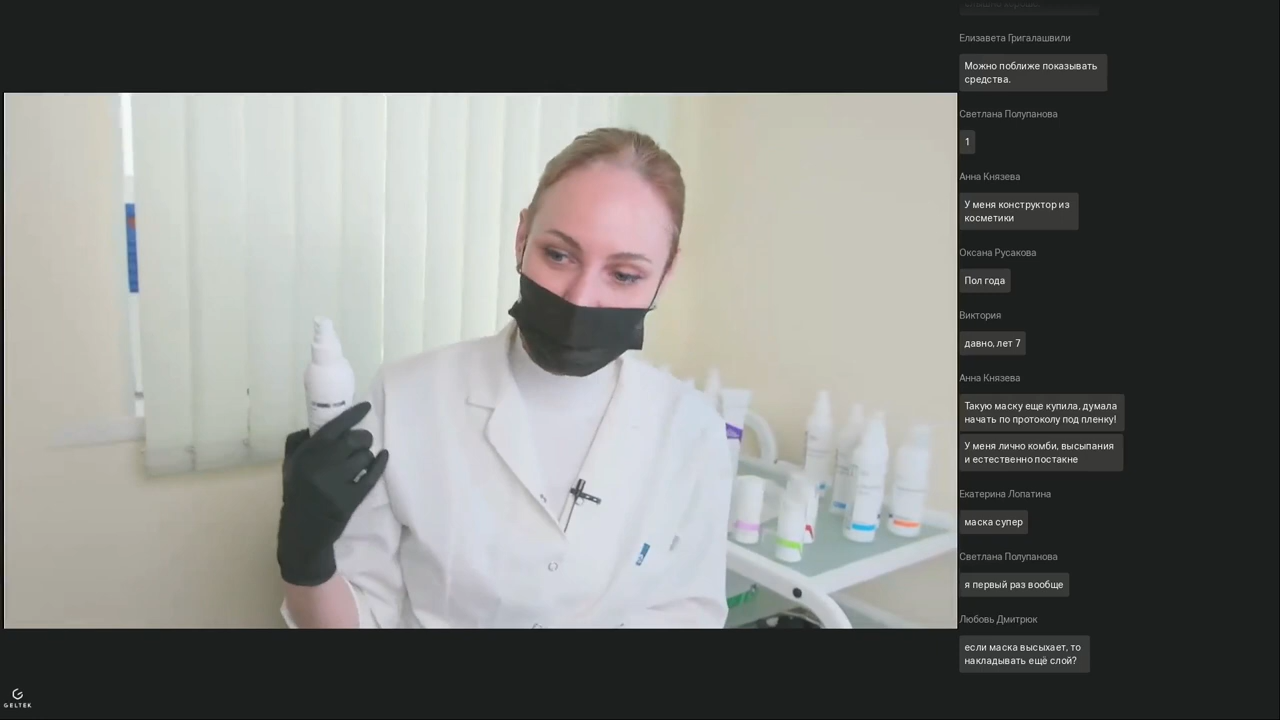 Елизавета Григалашвили
Можно поближе показывать
средства.
Светлана Полупанова
1
Анна Князева
У меня конструктор из
косметики
Оксана Русакова
Пол года
Виктория
давно, лет 7
Анна Князева
Такую маску еще купила, думала
начать по протоколу под пленку!
У меня лично комби, высыпания
и естественно постакне
Екатерина Лопатина
маска супер
Светлана Полупанова
я первый раз вообще
Любовь Дмитрюк
если маска высыхает, то
накладывать ещё слой?
GELTEK